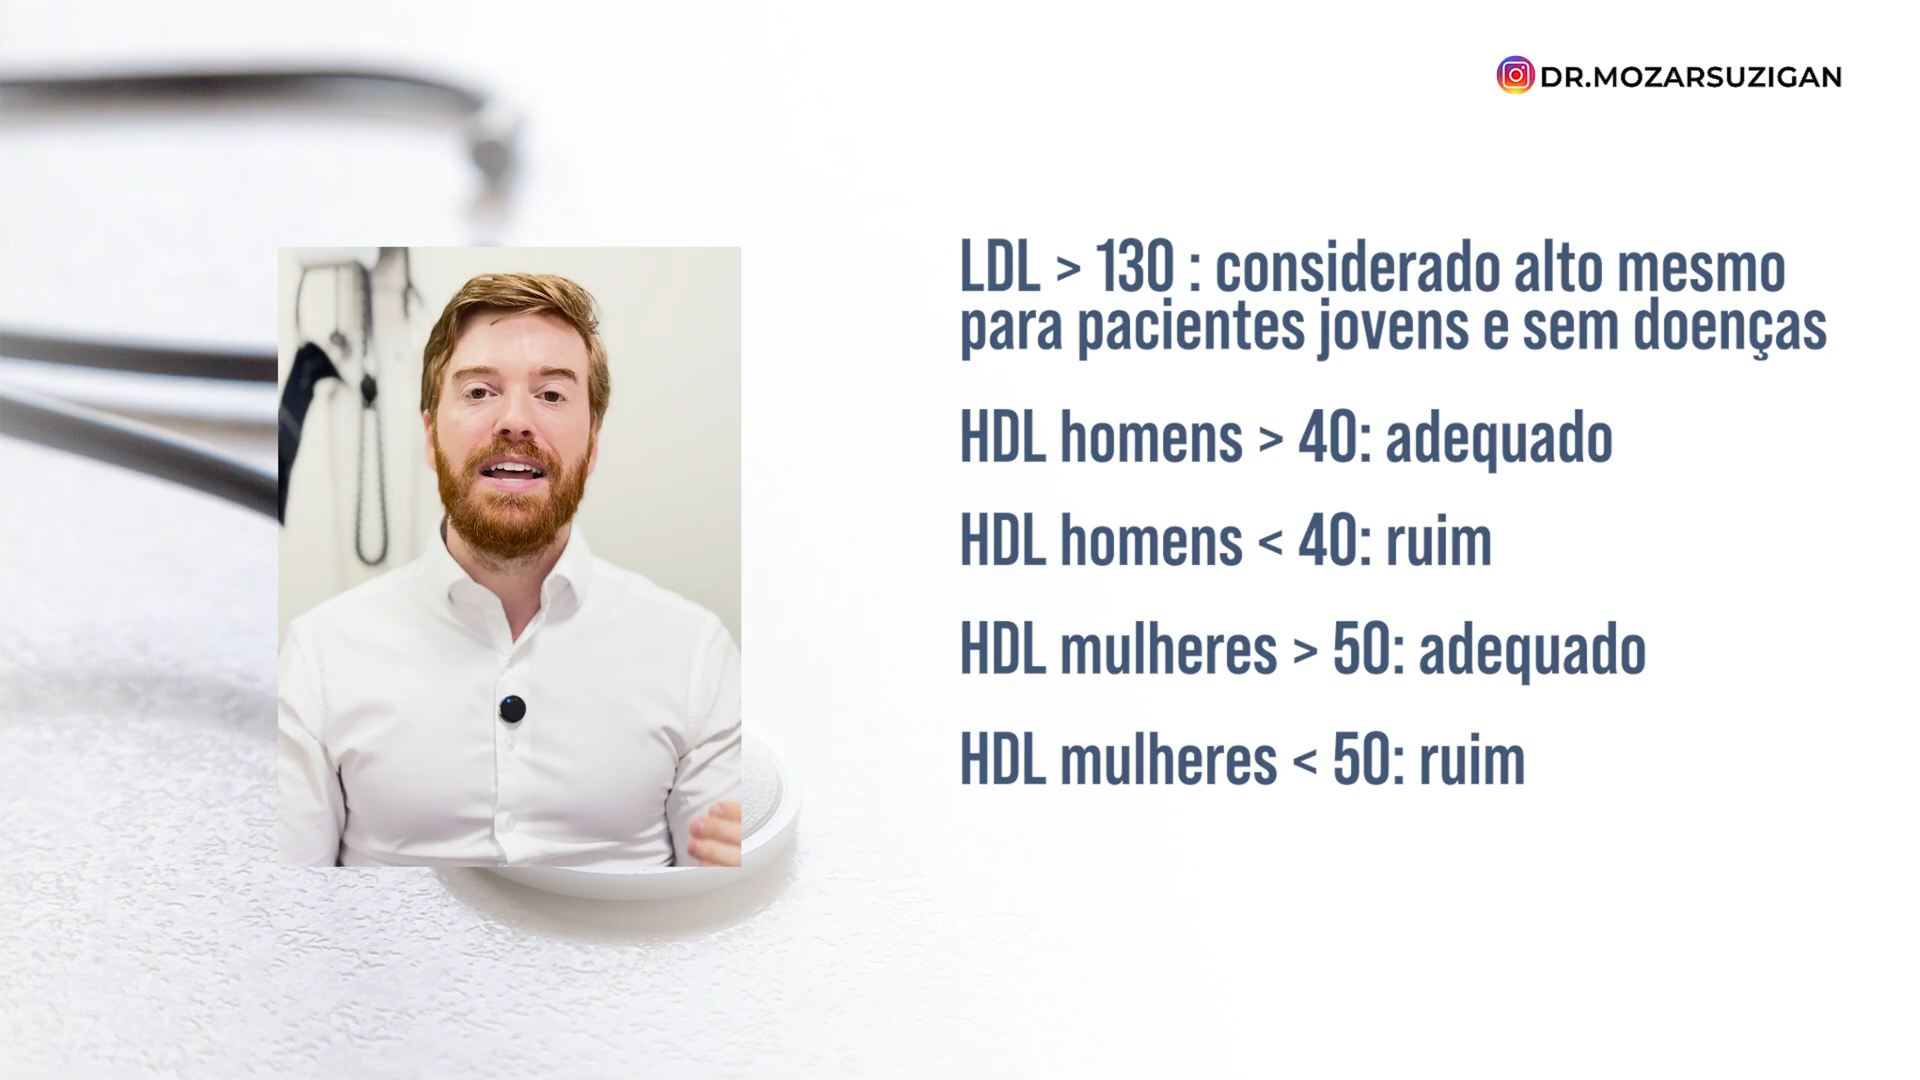 DR.MOZARSUZIGAN
LDL > 130 : considerado alto mesmo
para pacientes jovens e sem doenças
HDL homens > 40: adequado
HDL homens < 40: ruim
HDL mulheres > 50: adequado
HDL mulheres < 50: ruim